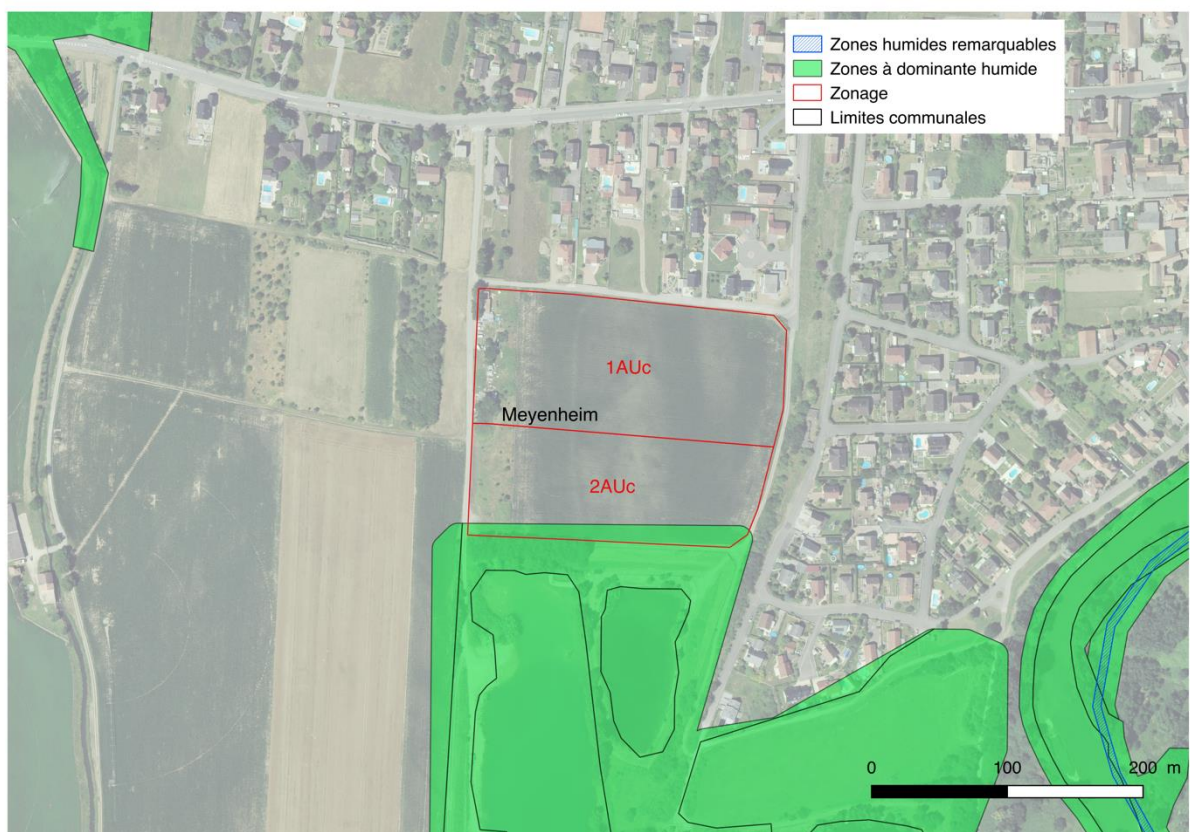 Zones humides remarquables
Zones à dominante humide
Zonage
Limites communales
1AUc
Meyenheim
2AUc
0 100 200 m